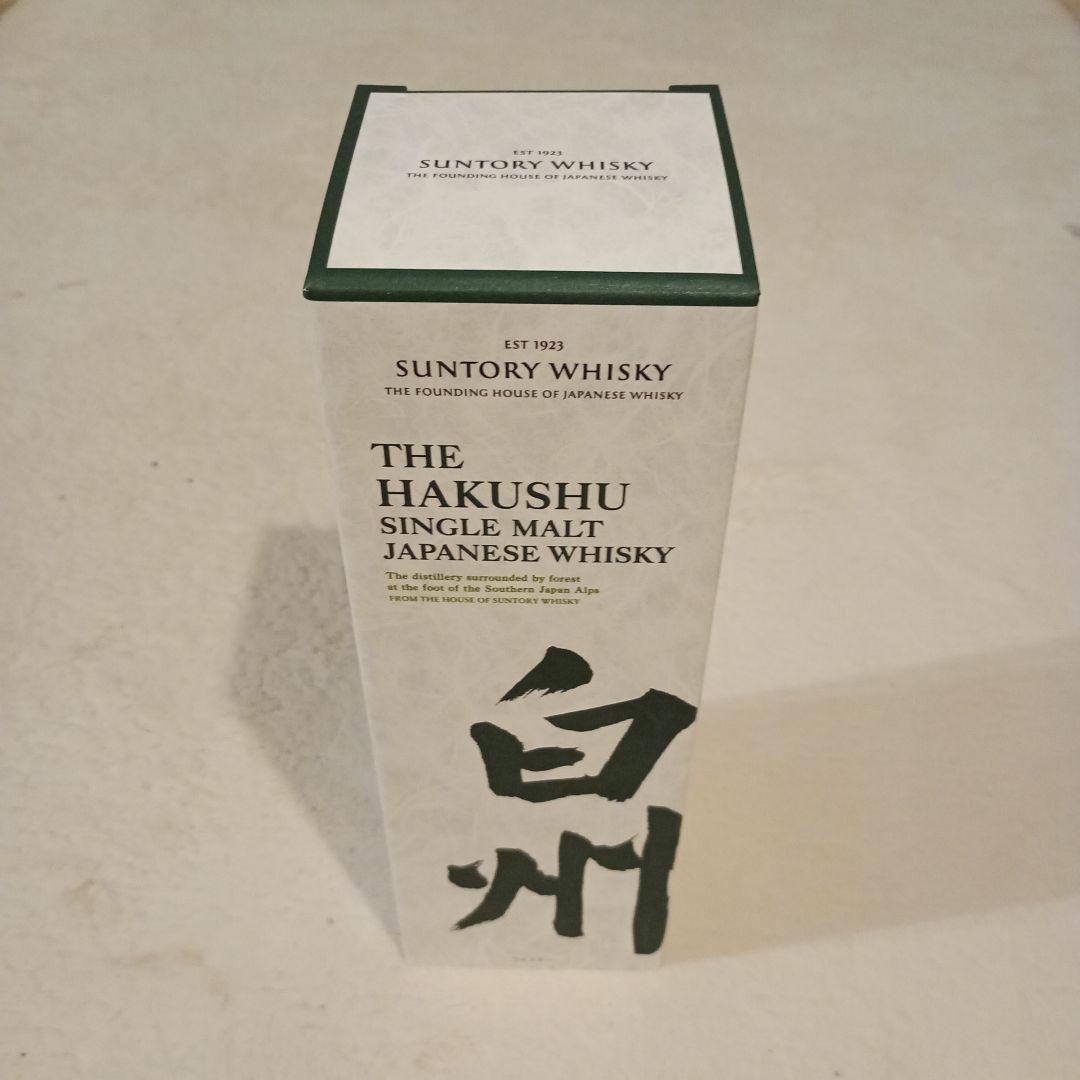 EST 1923
SUNTORY WHISKY
THE FOUNDING HOUSE OF JAPANESE WHISKY
EST 1923
SUNTORY WHISKY
THE FOUNDING HOUSE OF JAPANESE WHISKY
THE
HAKUSHU
SINGLE MALT
JAPANESE WHISKY
The distillery surrounded by forest
at the foot of the Southern Japan Alps
FROM THE HOUSE OF SUNTORY WHISKY
白
州